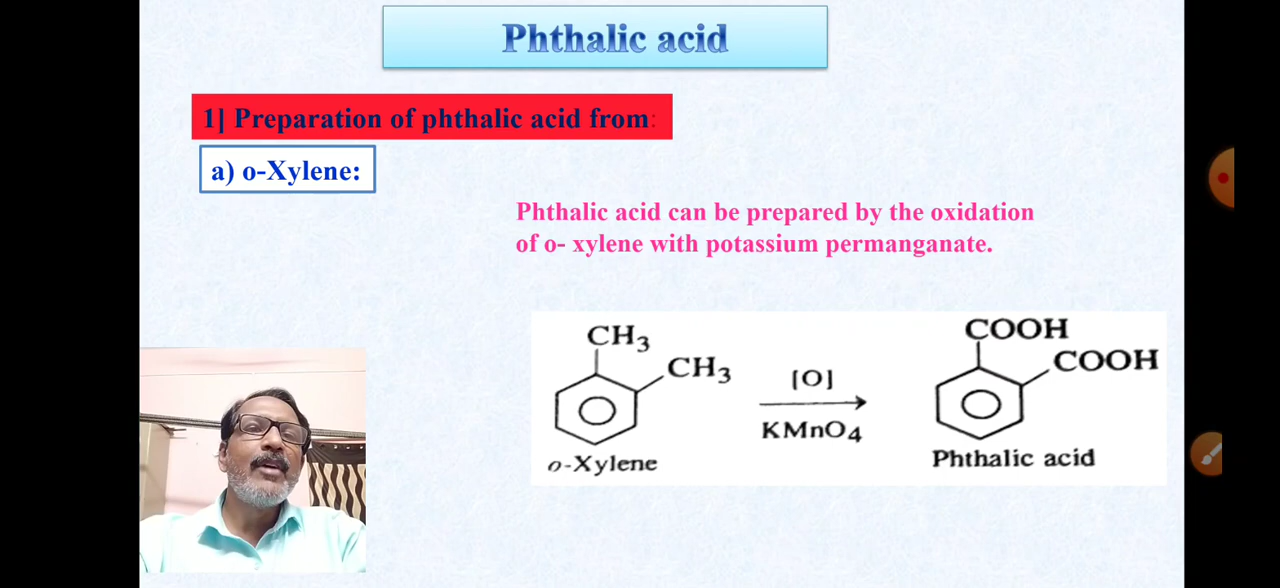 Phthalic acid
1] Preparation of phthalic acid from:
a) o-Xylene:
Phthalic acid can be prepared by the oxidation
of o- xylene with potassium permanganate.
CH3
CH3
o-Xylene
[O]
KMnO4
COOH
COOH
Phthalic acid